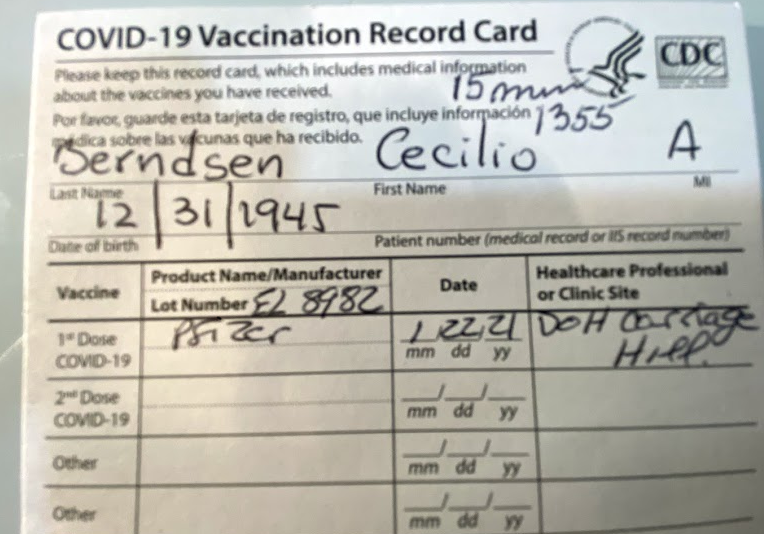 COVID-19 Vaccination Record Card
CDC
Please keep this record card, which includes medical information
about the vaccines you have received.
15 min
Por favor, guarde esta tarjeta de registro, que incluye información
1355
médica sobre las vacunas que ha recibido.
Berndsen Cecilio A
Last Name First Name MI
12 | 31 | 1945
Date of birth Patient number (medical record or IIS record number)
Vaccine Product Name/Manufacturer Date Healthcare Professional
Lot Number EL 8982 or Clinic Site
1st Dose Pfizer 1/22/21 DOH Carriage
COVID-19 mm dd yy Hill
2nd Dose
COVID-19 mm dd yy
Other
mm dd yy
Other
mm dd yy